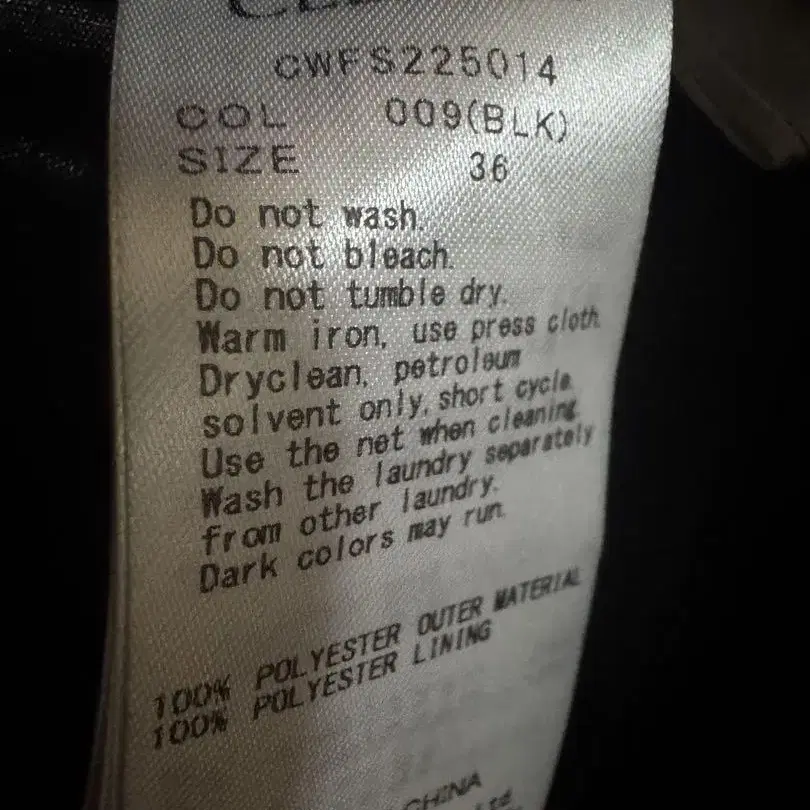 CWFS225014
COL 009(BLK)
SIZE 36
Do not wash.
Do not bleach.
Do not tumble dry.
Warm iron, use press cloth.
Dryclean, petroleum
solvent only, short cycle.
Use the net when cleaning.
Wash the laundry separately
from other laundry.
Dark colors may run.
100% POLYESTER OUTER MATERIAL
100% POLYESTER LINING
CHINA
Ltd